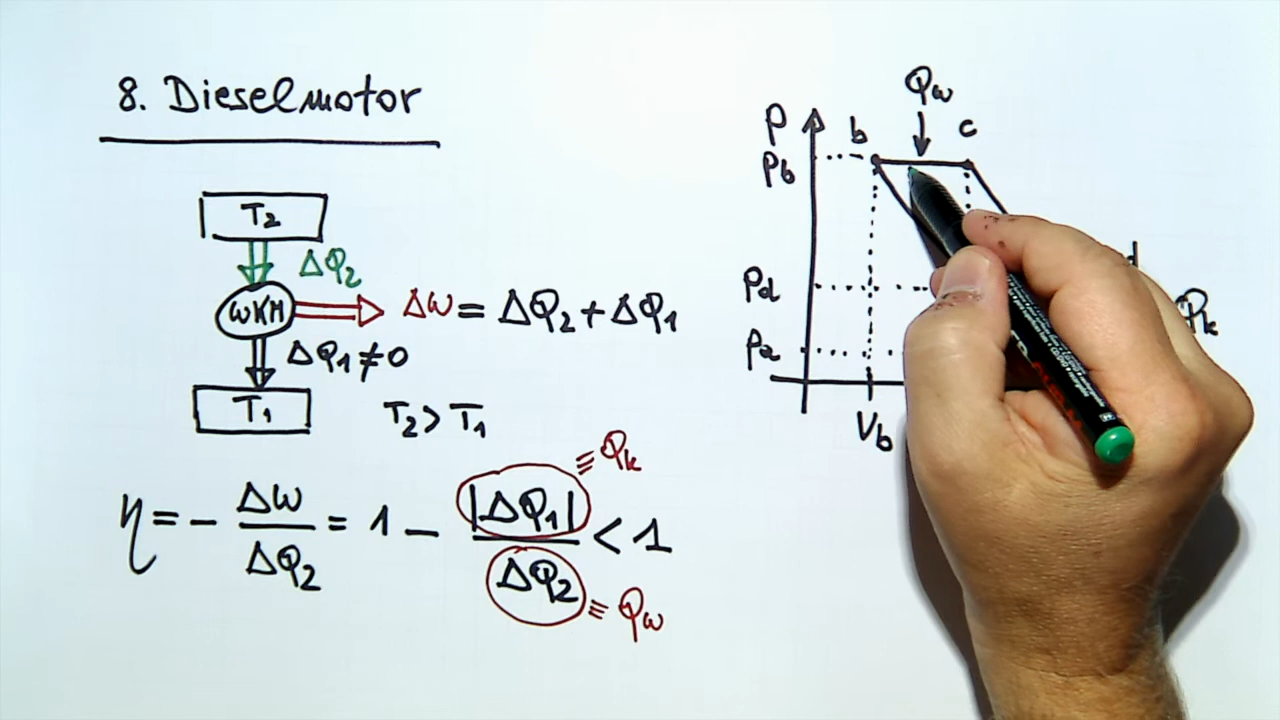 8. Dieselmotor
T₂
ΔQ₂
WKM
ΔW = ΔQ₂ + ΔQ₁
ΔQ₁ ≠ 0
T₁
T₂ > T₁
η = − ΔW / ΔQ₂ = 1 − |ΔQ₁| / ΔQ₂ < 1
≡ Qk
≡ Qw
Qw
P
b
c
Pb
d
Pd
Qk
Pa
Vb